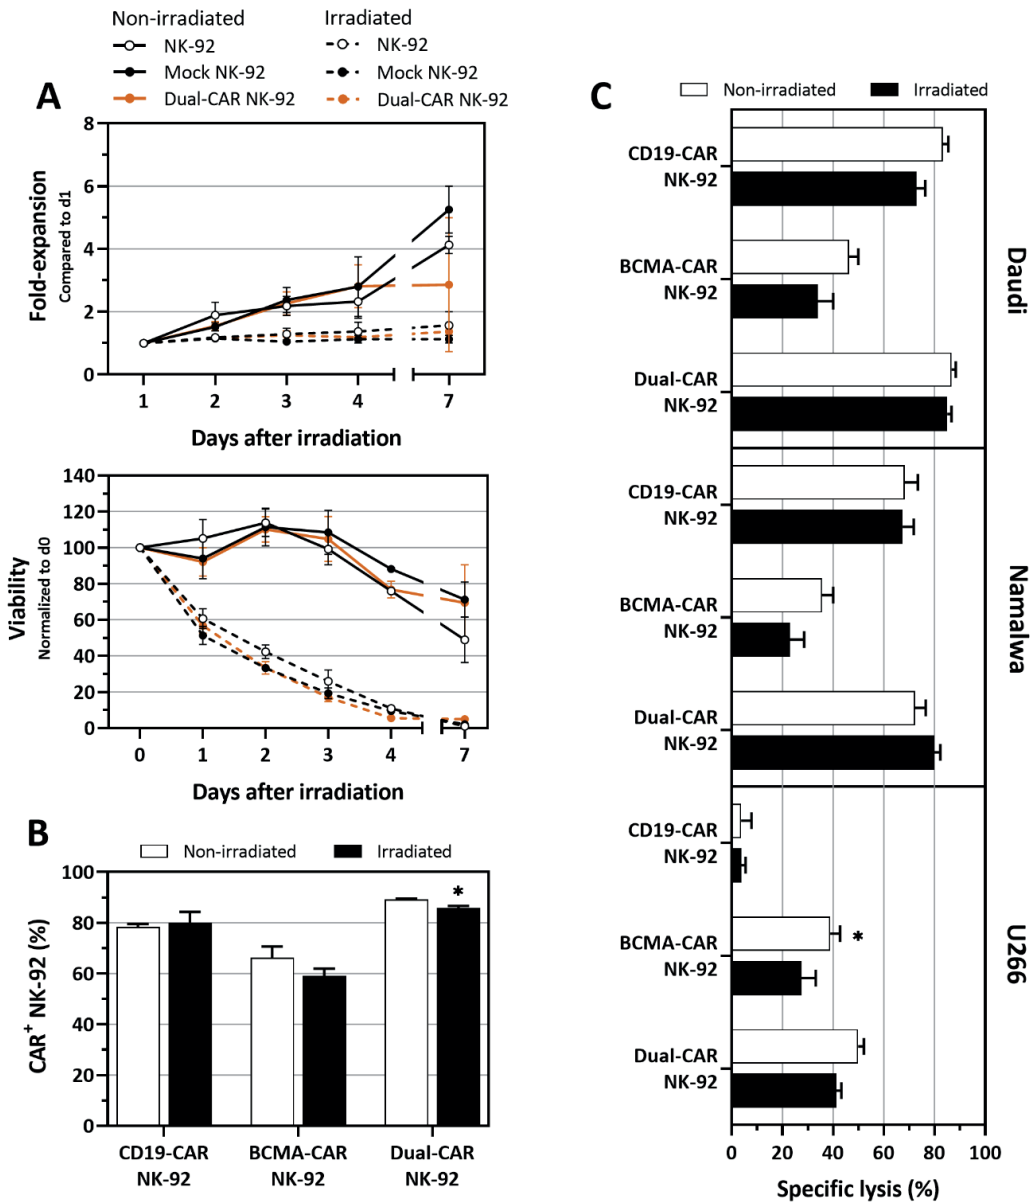 Non-irradiated
NK-92
Mock NK-92
Dual-CAR NK-92
Irradiated
NK-92
Mock NK-92
Dual-CAR NK-92
A
8
6
4
2
0
Fold-expansion
Compared to d1
1 2 3 4 7
Days after irradiation
140
120
100
80
60
40
20
0
Viability
Normalized to d0
0 1 2 3 4 7
Days after irradiation
B
Non-irradiated Irradiated
100
80
60
40
20
0
CAR+ NK-92 (%)
*
CD19-CAR
NK-92
BCMA-CAR
NK-92
Dual-CAR
NK-92
C
Non-irradiated Irradiated
CD19-CAR
NK-92
BCMA-CAR
NK-92
Dual-CAR
NK-92
Daudi
CD19-CAR
NK-92
BCMA-CAR
NK-92
Dual-CAR
NK-92
Namalwa
CD19-CAR
NK-92
BCMA-CAR
NK-92
*
Dual-CAR
NK-92
U266
0 20 40 60 80 100
Specific lysis (%)